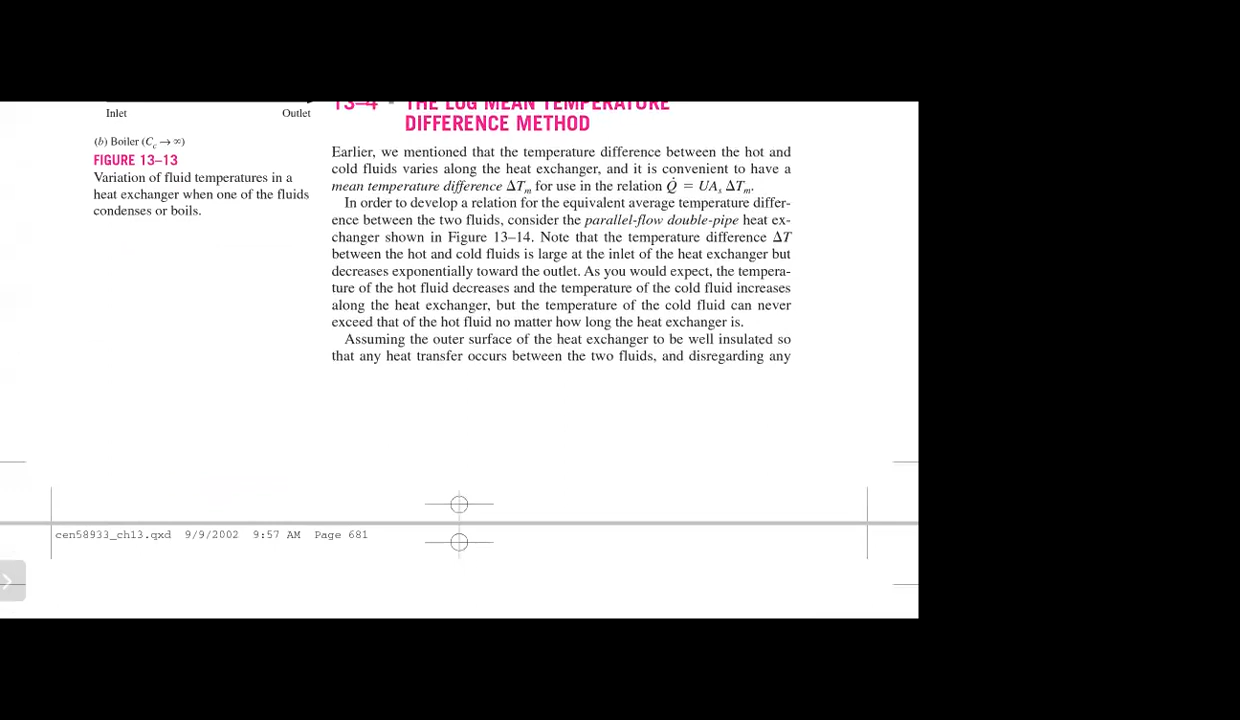 Inlet Outlet
(b) Boiler (C_c → ∞)
FIGURE 13–13
Variation of fluid temperatures in a
heat exchanger when one of the fluids
condenses or boils.
13–4 THE LOG MEAN TEMPERATURE
DIFFERENCE METHOD
Earlier, we mentioned that the temperature difference between the hot and
cold fluids varies along the heat exchanger, and it is convenient to have a
mean temperature difference ΔT_m for use in the relation Q̇ = UA_s ΔT_m.
In order to develop a relation for the equivalent average temperature differ-
ence between the two fluids, consider the parallel-flow double-pipe heat ex-
changer shown in Figure 13–14. Note that the temperature difference ΔT
between the hot and cold fluids is large at the inlet of the heat exchanger but
decreases exponentially toward the outlet. As you would expect, the tempera-
ture of the hot fluid decreases and the temperature of the cold fluid increases
along the heat exchanger, but the temperature of the cold fluid can never
exceed that of the hot fluid no matter how long the heat exchanger is.
Assuming the outer surface of the heat exchanger to be well insulated so
that any heat transfer occurs between the two fluids, and disregarding any
cen58933_ch13.qxd 9/9/2002 9:57 AM Page 681